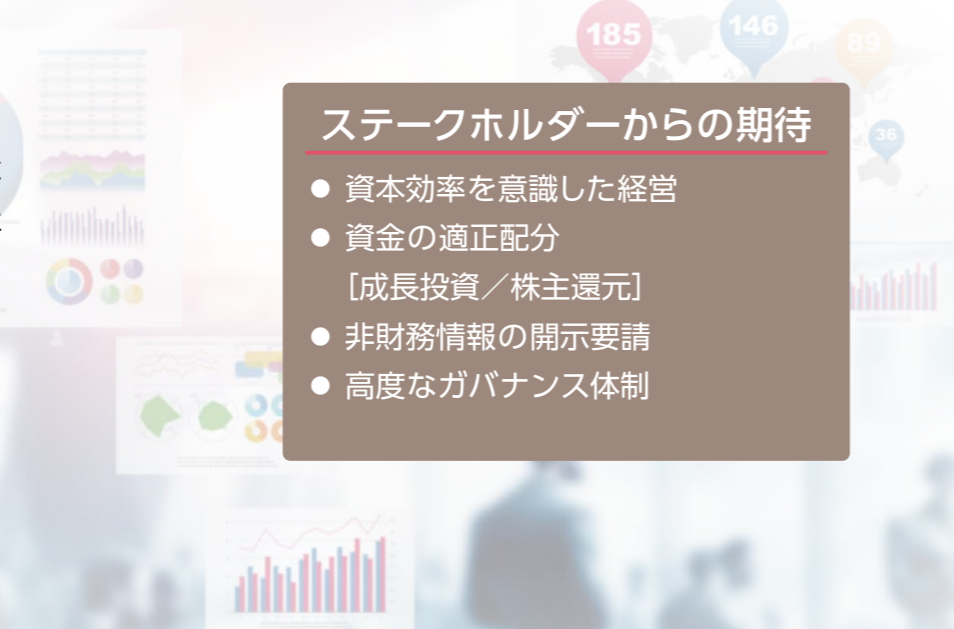 185
146
89
36
ステークホルダーからの期待
● 資本効率を意識した経営
● 資金の適正配分
［成長投資／株主還元］
● 非財務情報の開示要請
● 高度なガバナンス体制